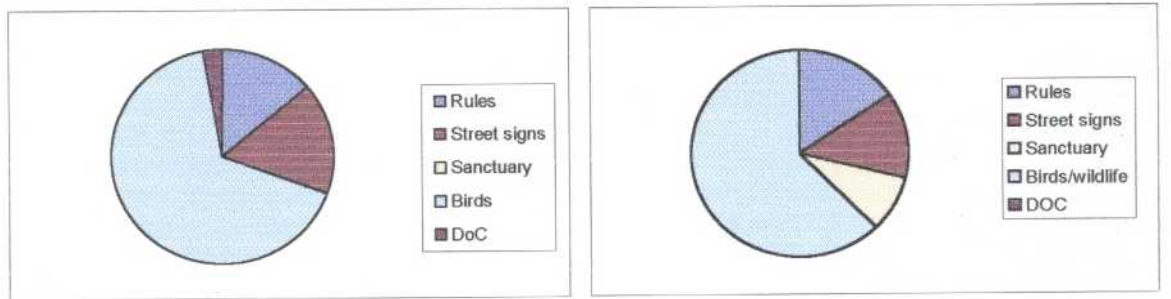 Rules
Street signs
Sanctuary
Birds
DoC
Rules
Street signs
Sanctuary
Birds/wildlife
DOC